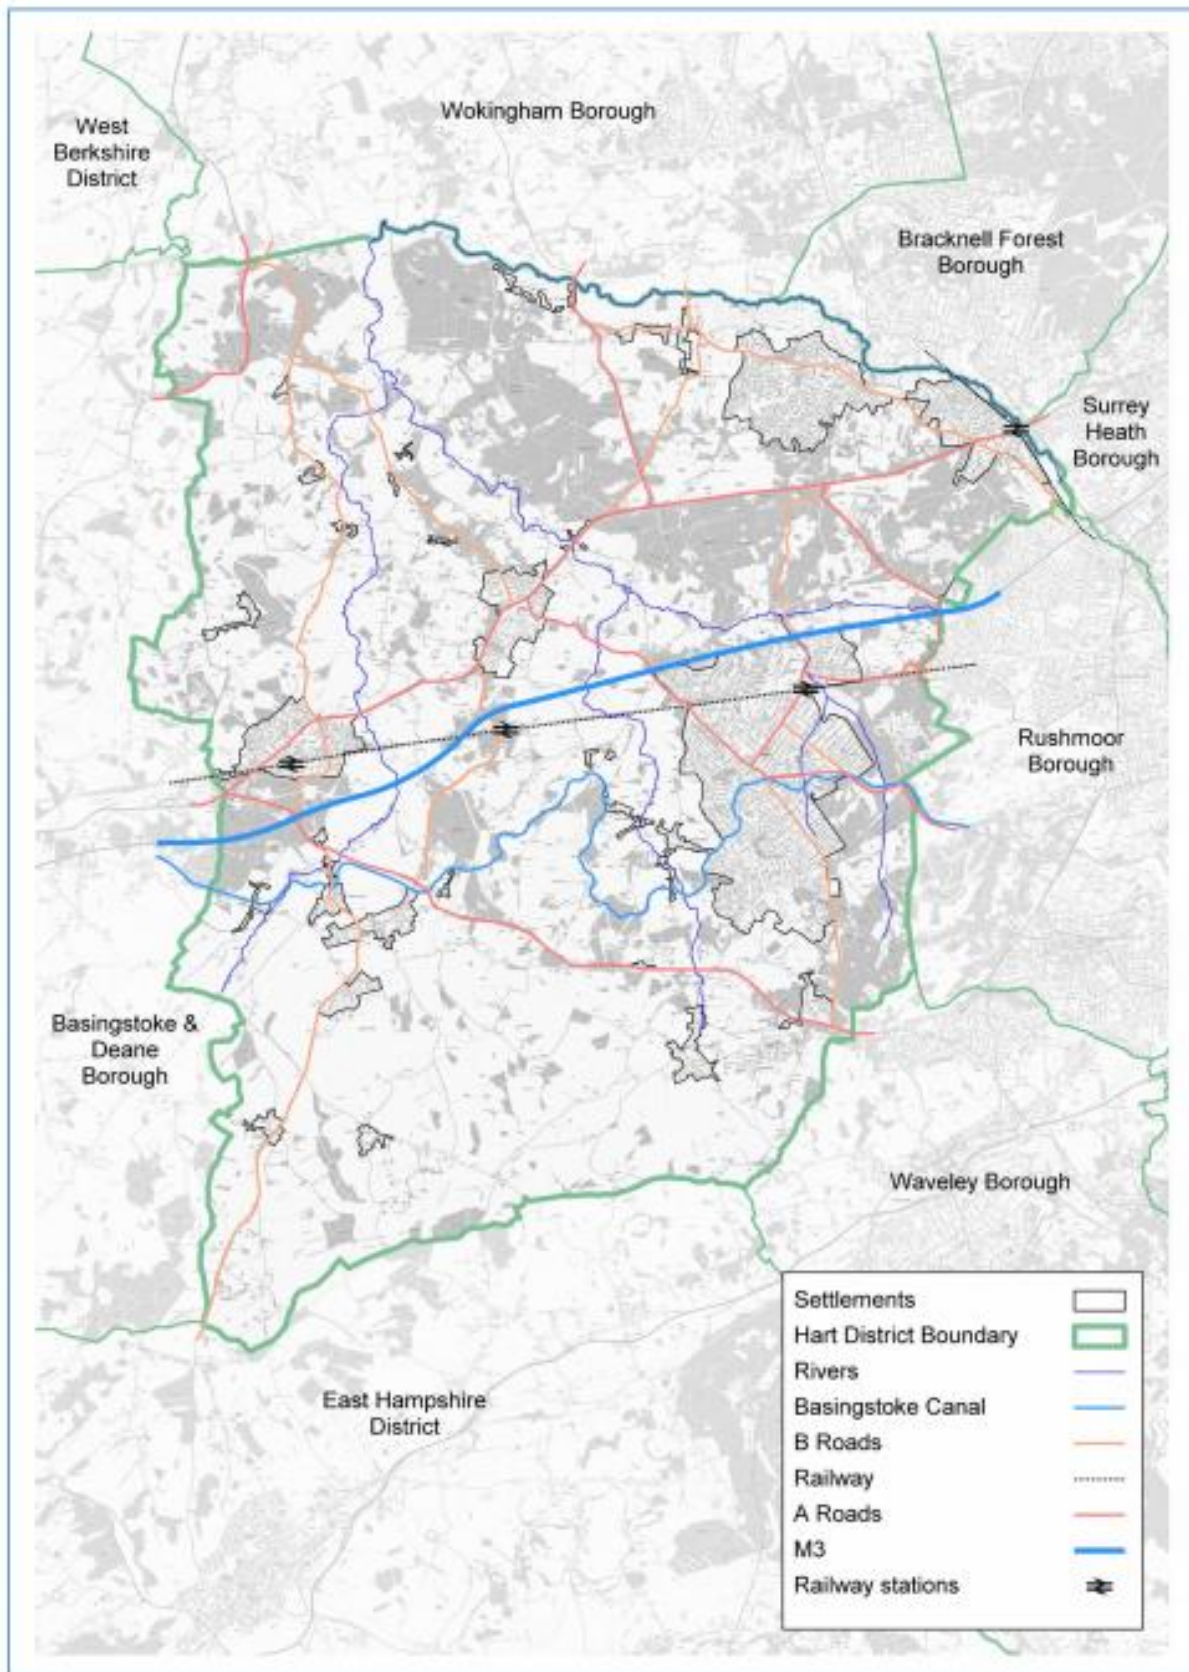 Wokingham Borough
West
Berkshire
District
Bracknell Forest
Borough
Surrey
Heath
Borough
Rushmoor
Borough
Basingstoke &
Deane
Borough
Waveley Borough
East Hampshire
District
Settlements
Hart District Boundary
Rivers
Basingstoke Canal
B Roads
Railway
A Roads
M3
Railway stations